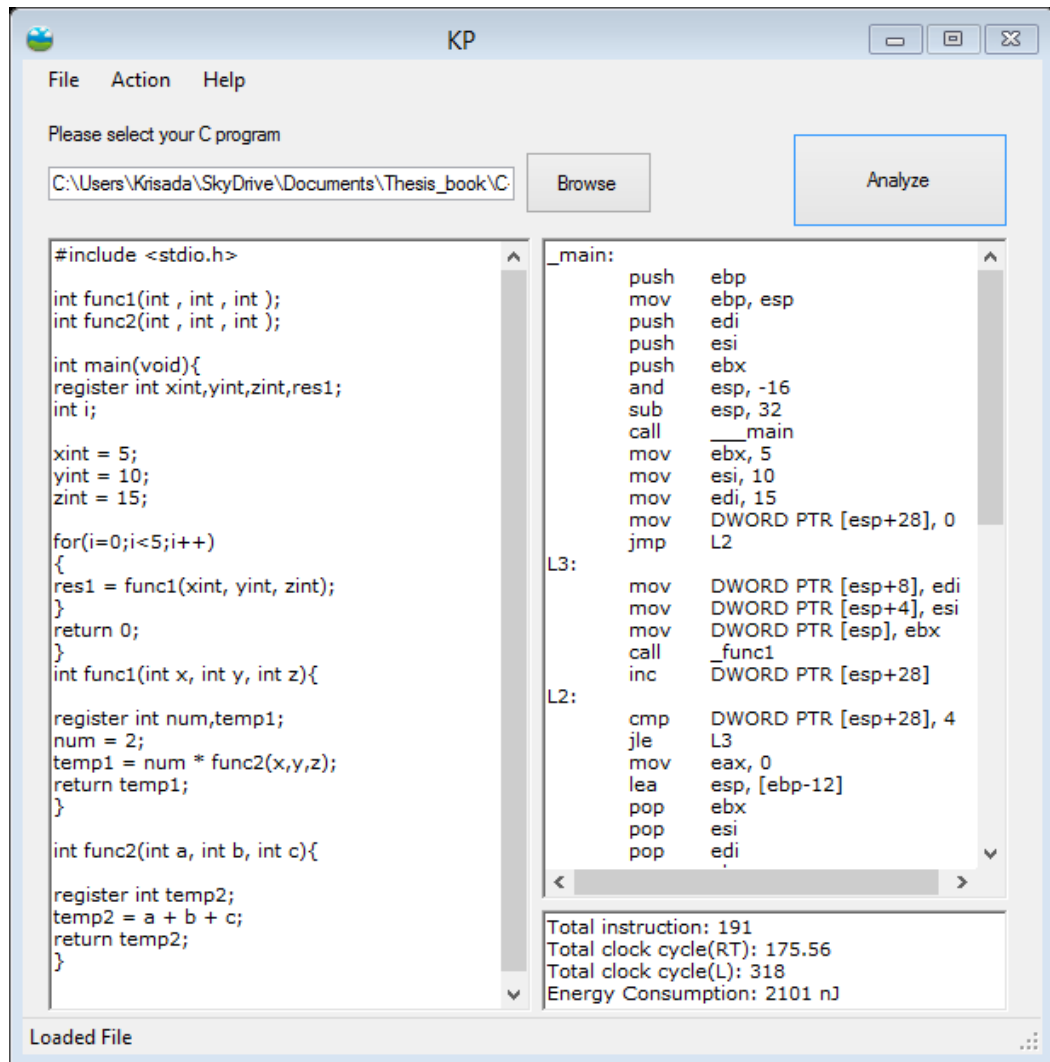 KP
File Action Help
Please select your C program
C:\Users\Krisada\SkyDrive\Documents\Thesis_book\C
Browse
Analyze
#include <stdio.h>
int func1(int , int , int );
int func2(int , int , int );
int main(void){
register int xint,yint,zint,res1;
int i;
xint = 5;
yint = 10;
zint = 15;
for(i=0;i<5;i++)
{
res1 = func1(xint, yint, zint);
}
return 0;
}
int func1(int x, int y, int z){
register int num,temp1;
num = 2;
temp1 = num * func2(x,y,z);
return temp1;
}
int func2(int a, int b, int c){
register int temp2;
temp2 = a + b + c;
return temp2;
}
_main:
push ebp
mov ebp, esp
push edi
push esi
push ebx
and esp, -16
sub esp, 32
call ___main
mov ebx, 5
mov esi, 10
mov edi, 15
mov DWORD PTR [esp+28], 0
jmp L2
L3:
mov DWORD PTR [esp+8], edi
mov DWORD PTR [esp+4], esi
mov DWORD PTR [esp], ebx
call _func1
inc DWORD PTR [esp+28]
L2:
cmp DWORD PTR [esp+28], 4
jle L3
mov eax, 0
lea esp, [ebp-12]
pop ebx
pop esi
pop edi
Total instruction: 191
Total clock cycle(RT): 175.56
Total clock cycle(L): 318
Energy Consumption: 2101 nJ
Loaded File